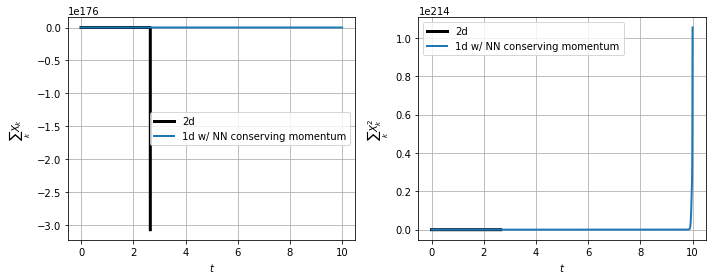 1e176
0.0
−0.5
−1.0
−1.5
−2.0
−2.5
−3.0
∑ₖ Xₖ
2d
1d w/ NN conserving momentum
0 2 4 6 8 10
t
1e214
1.0
0.8
0.6
0.4
0.2
0.0
∑ₖ Xₖ²
2d
1d w/ NN conserving momentum
0 2 4 6 8 10
t